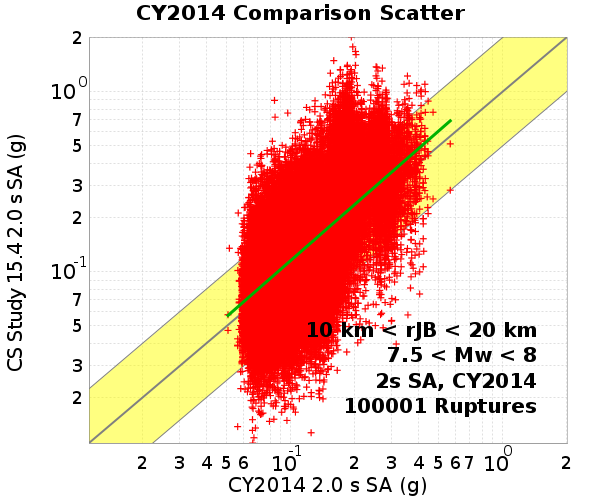 CY2014 Comparison Scatter
2
10^0
7
5
3
2
10^-1
7
5
3
2
CS Study 15.4 2.0 s SA (g)
10 km < rJB < 20 km
7.5 < Mw < 8
2s SA, CY2014
100001 Ruptures
2 3 4 5 6 10^-1 2 3 4 5 6 7 10^0 2
CY2014 2.0 s SA (g)